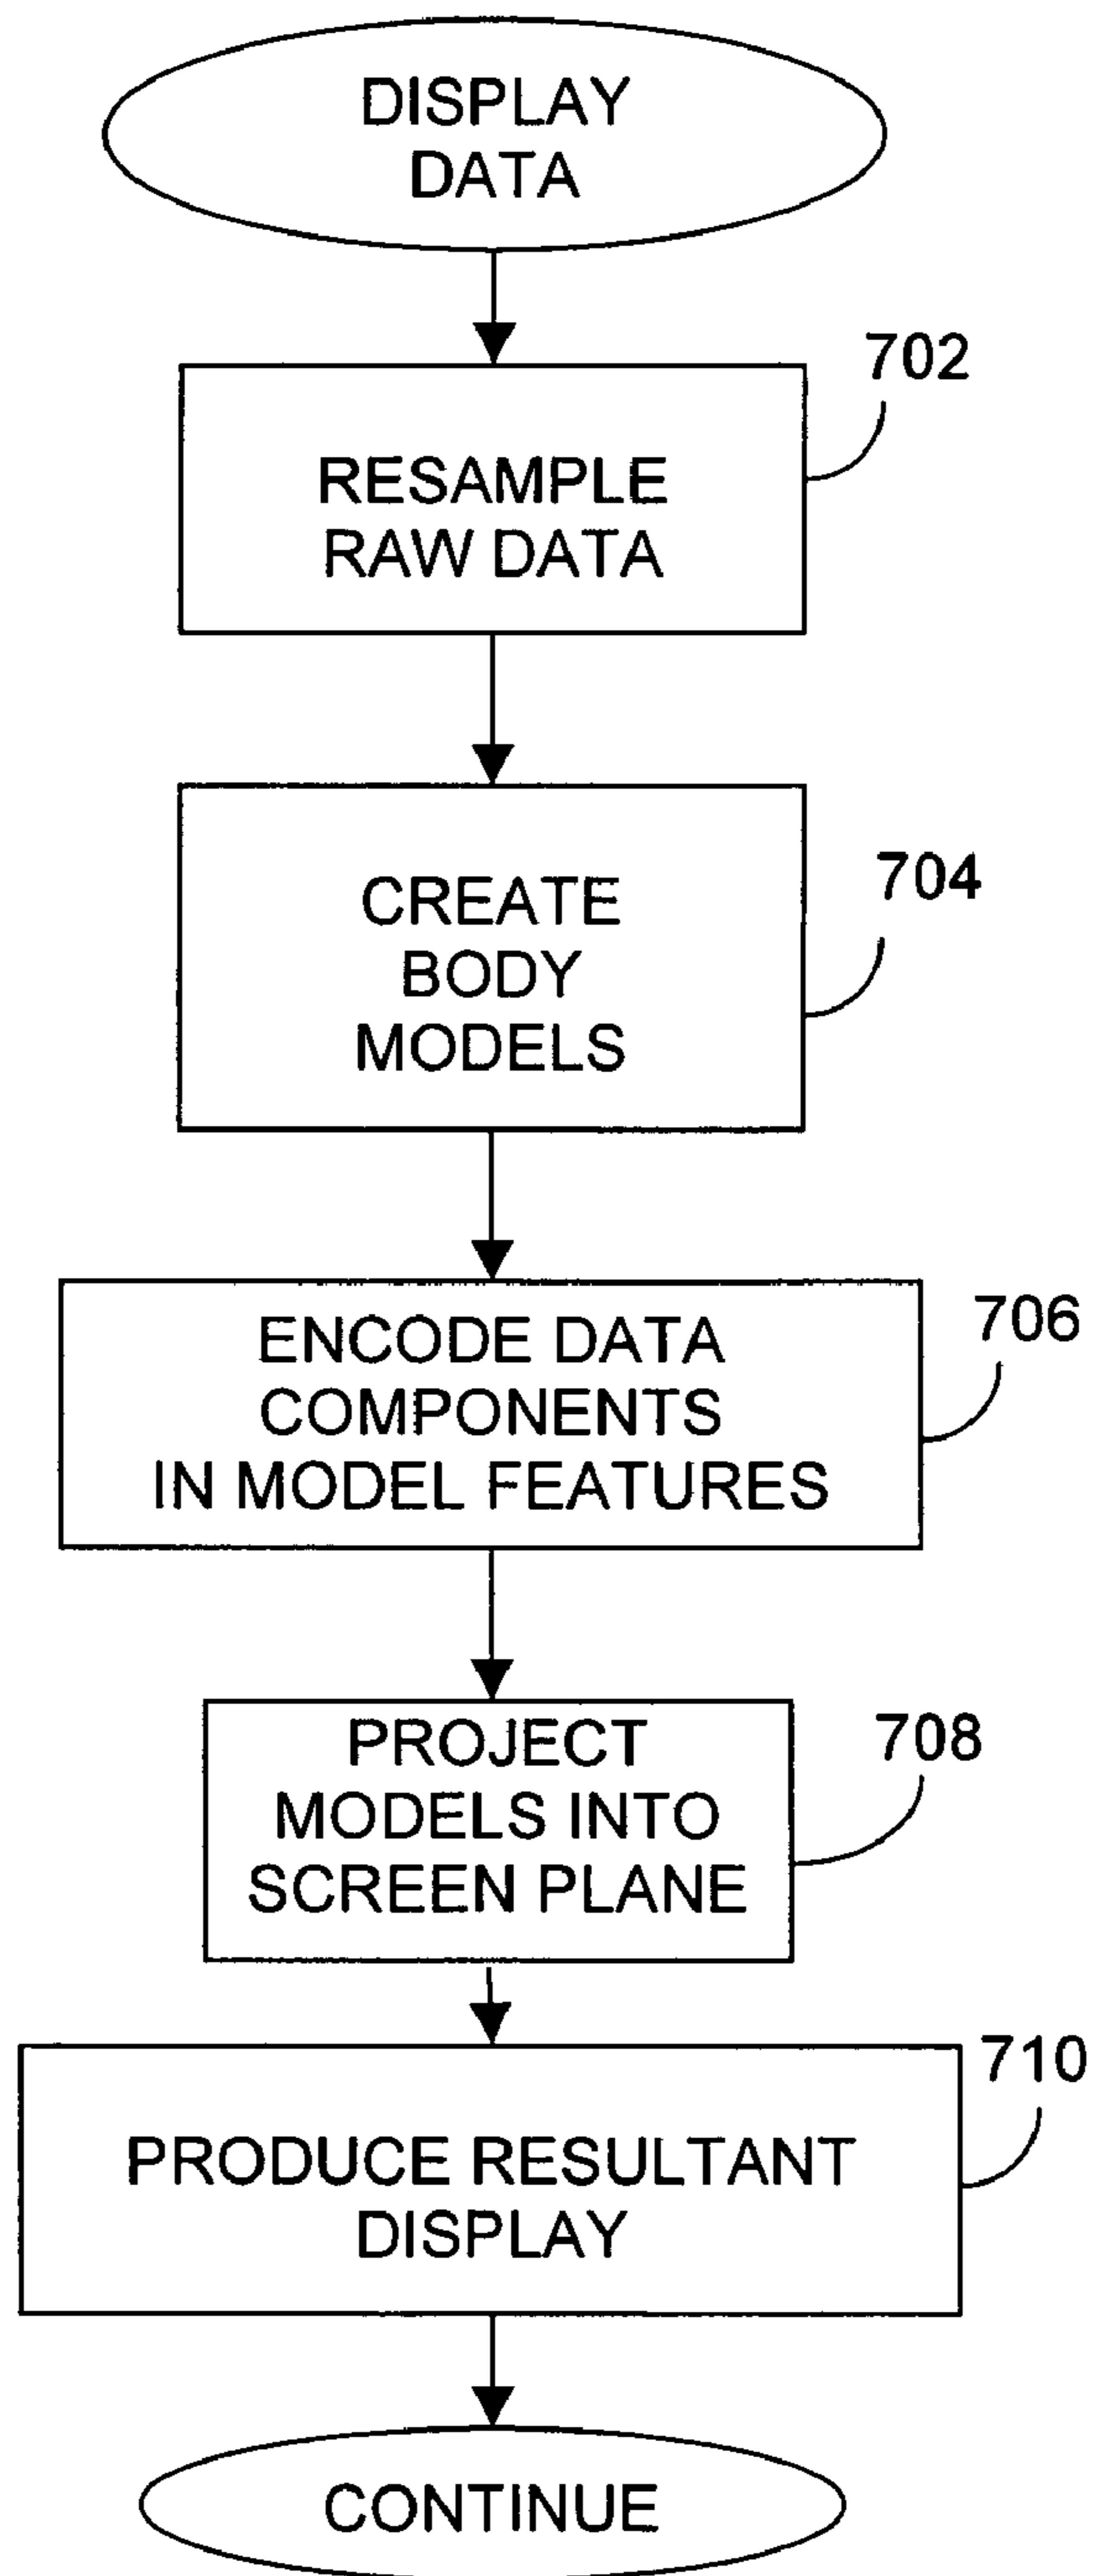 DISPLAY
DATA
702
RESAMPLE
RAW DATA
704
CREATE
BODY
MODELS
706
ENCODE DATA
COMPONENTS
IN MODEL FEATURES
708
PROJECT
MODELS INTO
SCREEN PLANE
710
PRODUCE RESULTANT
DISPLAY
CONTINUE